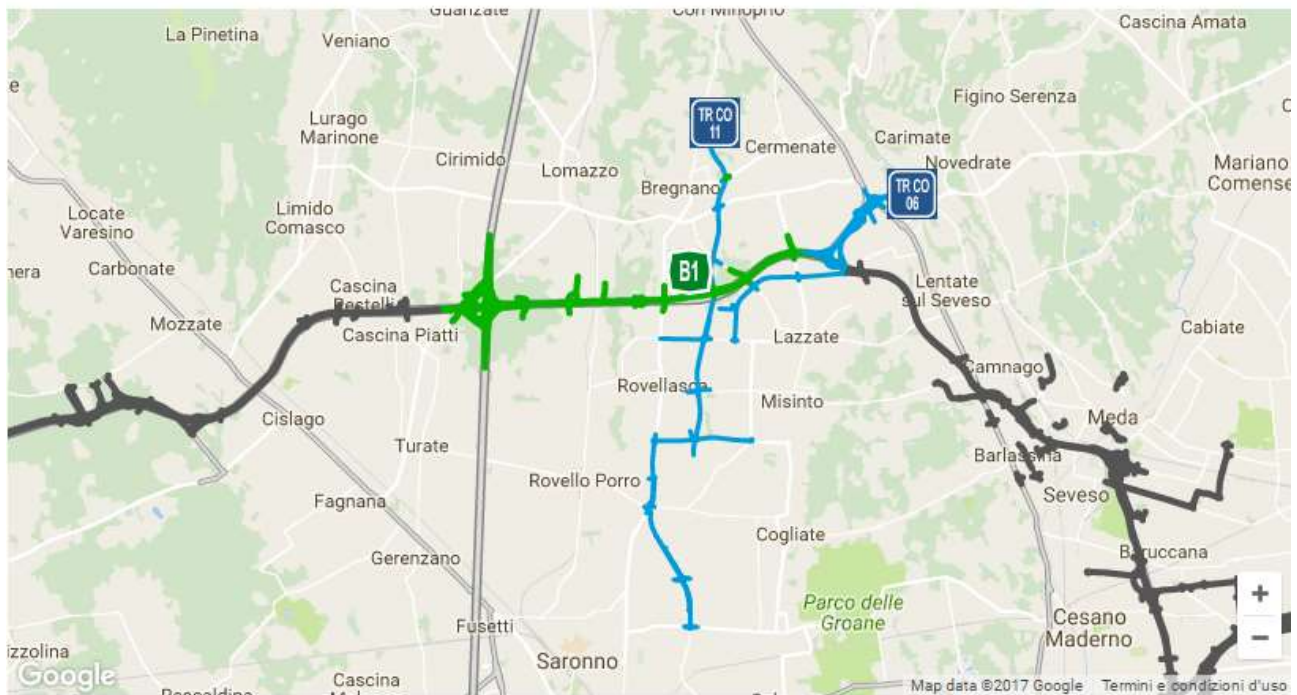 Guanzate
Con Minoprio
Cascina Amata
La Pinetina
Veniano
Figino Serenza
TR CO
11
Lurago
Marinone
Cermenate
Carimate
Cirimido
Lomazzo
Novedrate
Mariano
Comense
Bregnano
TR CO
06
Locate
Varesino
Limido
Comasco
Carbonate
B1
Cascina
Restelli
Lentate
sul Seveso
Mozzate
Cascina Piatti
Lazzate
Cabiate
Camnago
Rovellasca
Misinto
Cislago
Meda
Turate
Barlassina
Rovello Porro
Seveso
Fagnana
Cogliate
Gerenzano
Baruccana
+
Parco delle
Groane
Cesano
Maderno
−
Fusetti
Saronno
Google
Cascina
Map data ©2017 Google
Termini e condizioni d'uso